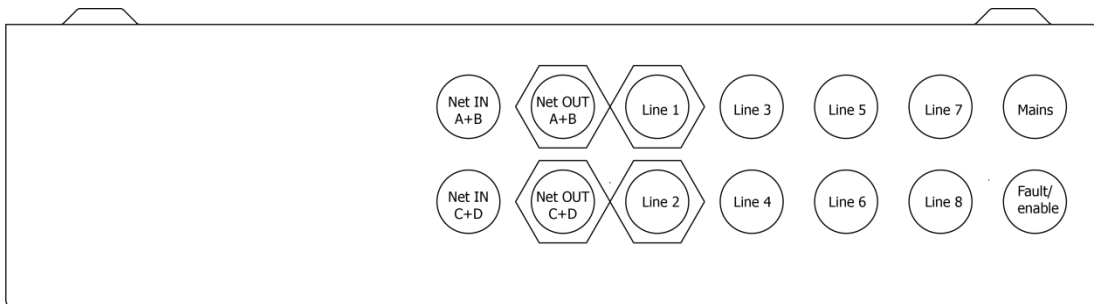 Net IN
A+B
Net OUT
A+B
Line 1
Line 3
Line 5
Line 7
Mains
Net IN
C+D
Net OUT
C+D
Line 2
Line 4
Line 6
Line 8
Fault/
enable